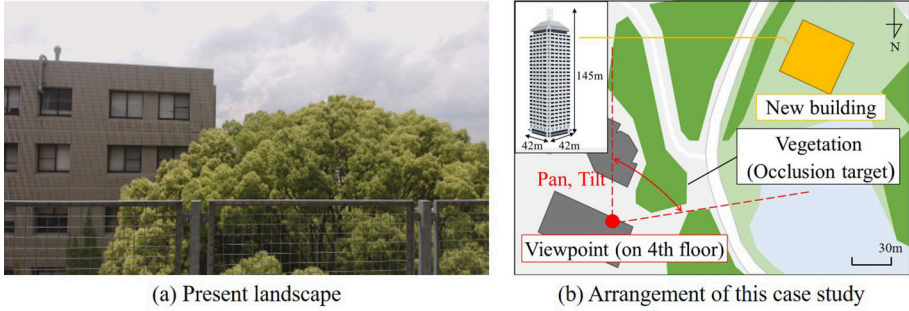 145m
42m 42m
N
New building
Vegetation
(Occlusion target)
Pan, Tilt
Viewpoint (on 4th floor)
30m
(a) Present landscape
(b) Arrangement of this case study